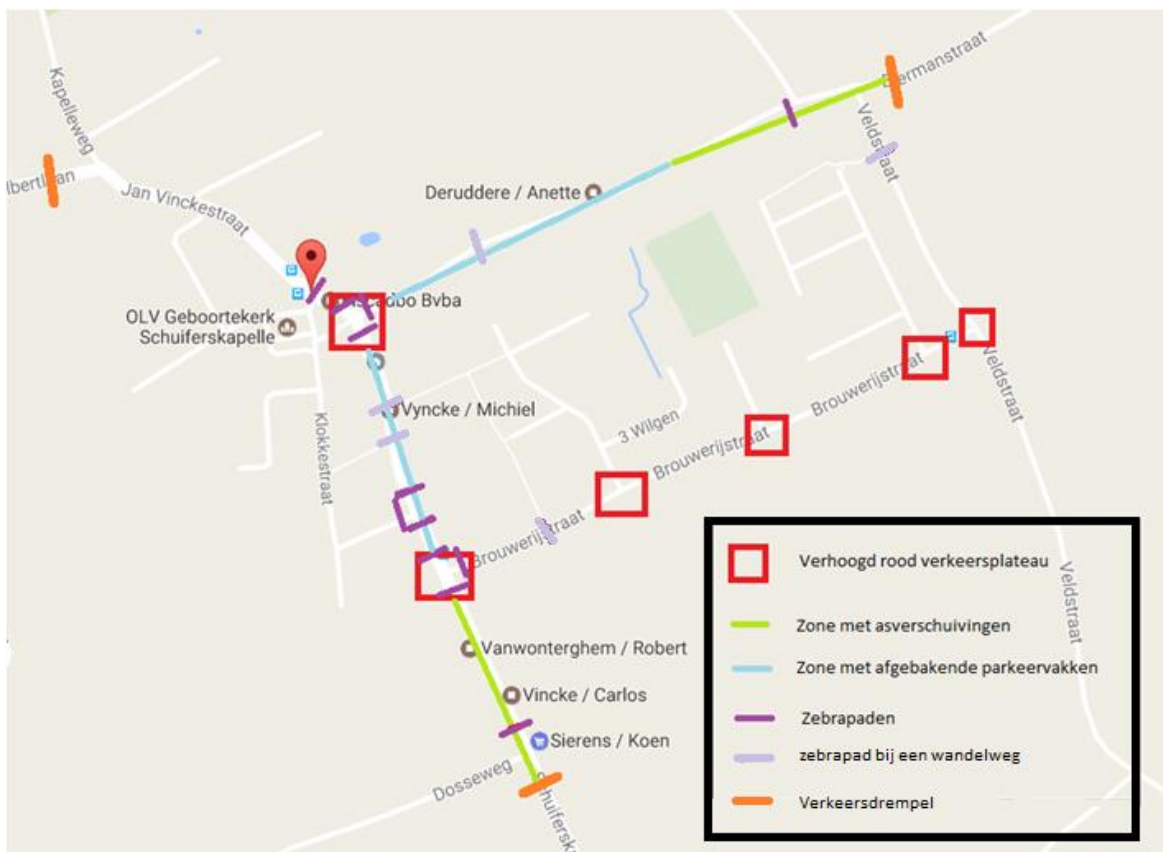 Kapelleweg
Jan Vinckestraat
Deruddere / Anette
Veldstraat
OLV Geboortekerk
Schuiferskapelle
Bvba
Vyncke / Michiel
Klokkestraat
3 Wilgen
Brouwerijstraat
Brouwerijstraat
Brouwerijstraat
Veldstraat
Veldstraat
Vanwonterghem / Robert
Vincke / Carlos
Sierens / Koen
Dosseweg
Verhoogd rood verkeersplateau
Zone met asverschuivingen
Zone met afgebakende parkeervakken
Zebrapaden
zebrapad bij een wandelweg
Verkeersdrempel